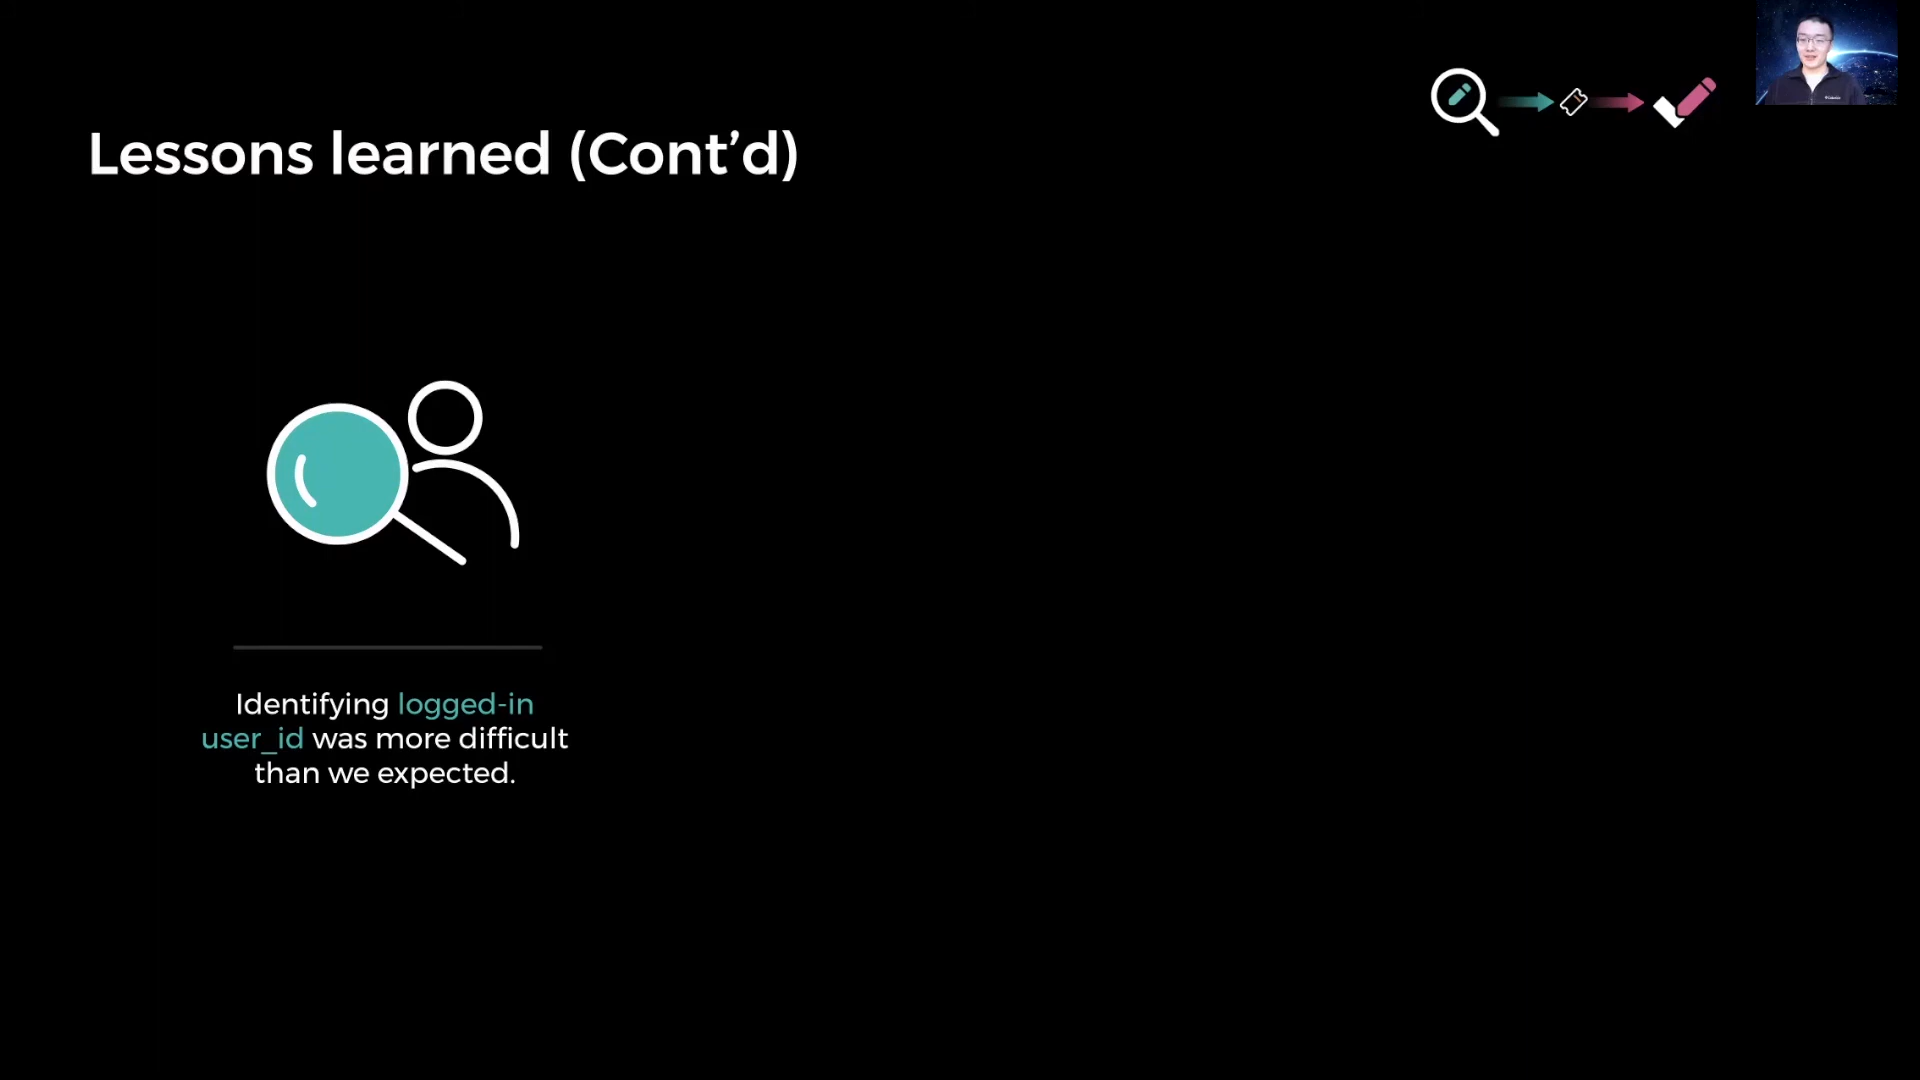 Lessons learned (Cont’d)
Identifying logged-in
user_id was more difficult
than we expected.